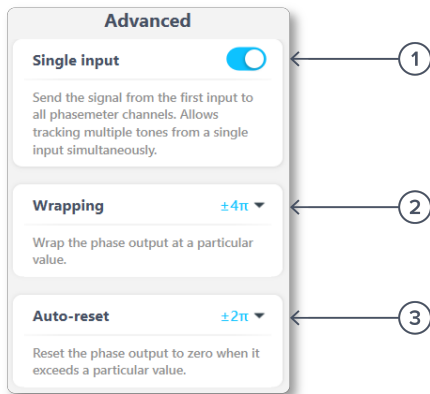 Advanced
Single input
1
Send the signal from the first input to
all phasemeter channels. Allows
tracking multiple tones from a single
input simultaneously.
Wrapping ±4π
2
Wrap the phase output at a particular
value.
Auto-reset ±2π
3
Reset the phase output to zero when it
exceeds a particular value.